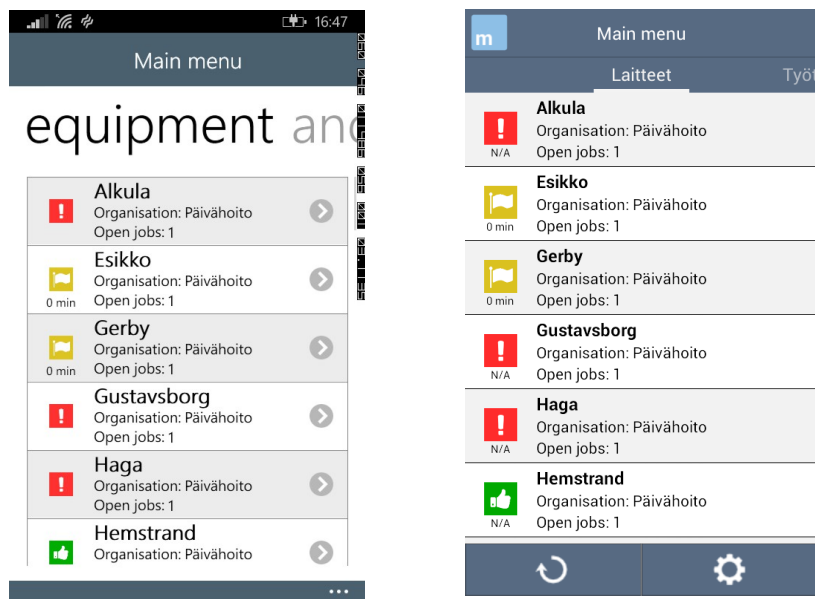 16:47
Main menu
equipment and
Alkula
Organisation: Päivähoito
Open jobs: 1
Esikko
Organisation: Päivähoito
0 min Open jobs: 1
Gerby
Organisation: Päivähoito
0 min Open jobs: 1
Gustavsborg
Organisation: Päivähoito
Open jobs: 1
Haga
Organisation: Päivähoito
Open jobs: 1
Hemstrand
Organisation: Päivähoito
...
m Main menu
Laitteet Työt
Alkula
Organisation: Päivähoito
N/A Open jobs: 1
Esikko
Organisation: Päivähoito
0 min Open jobs: 1
Gerby
Organisation: Päivähoito
0 min Open jobs: 1
Gustavsborg
Organisation: Päivähoito
N/A Open jobs: 1
Haga
Organisation: Päivähoito
N/A Open jobs: 1
Hemstrand
Organisation: Päivähoito
N/A Open jobs: 1